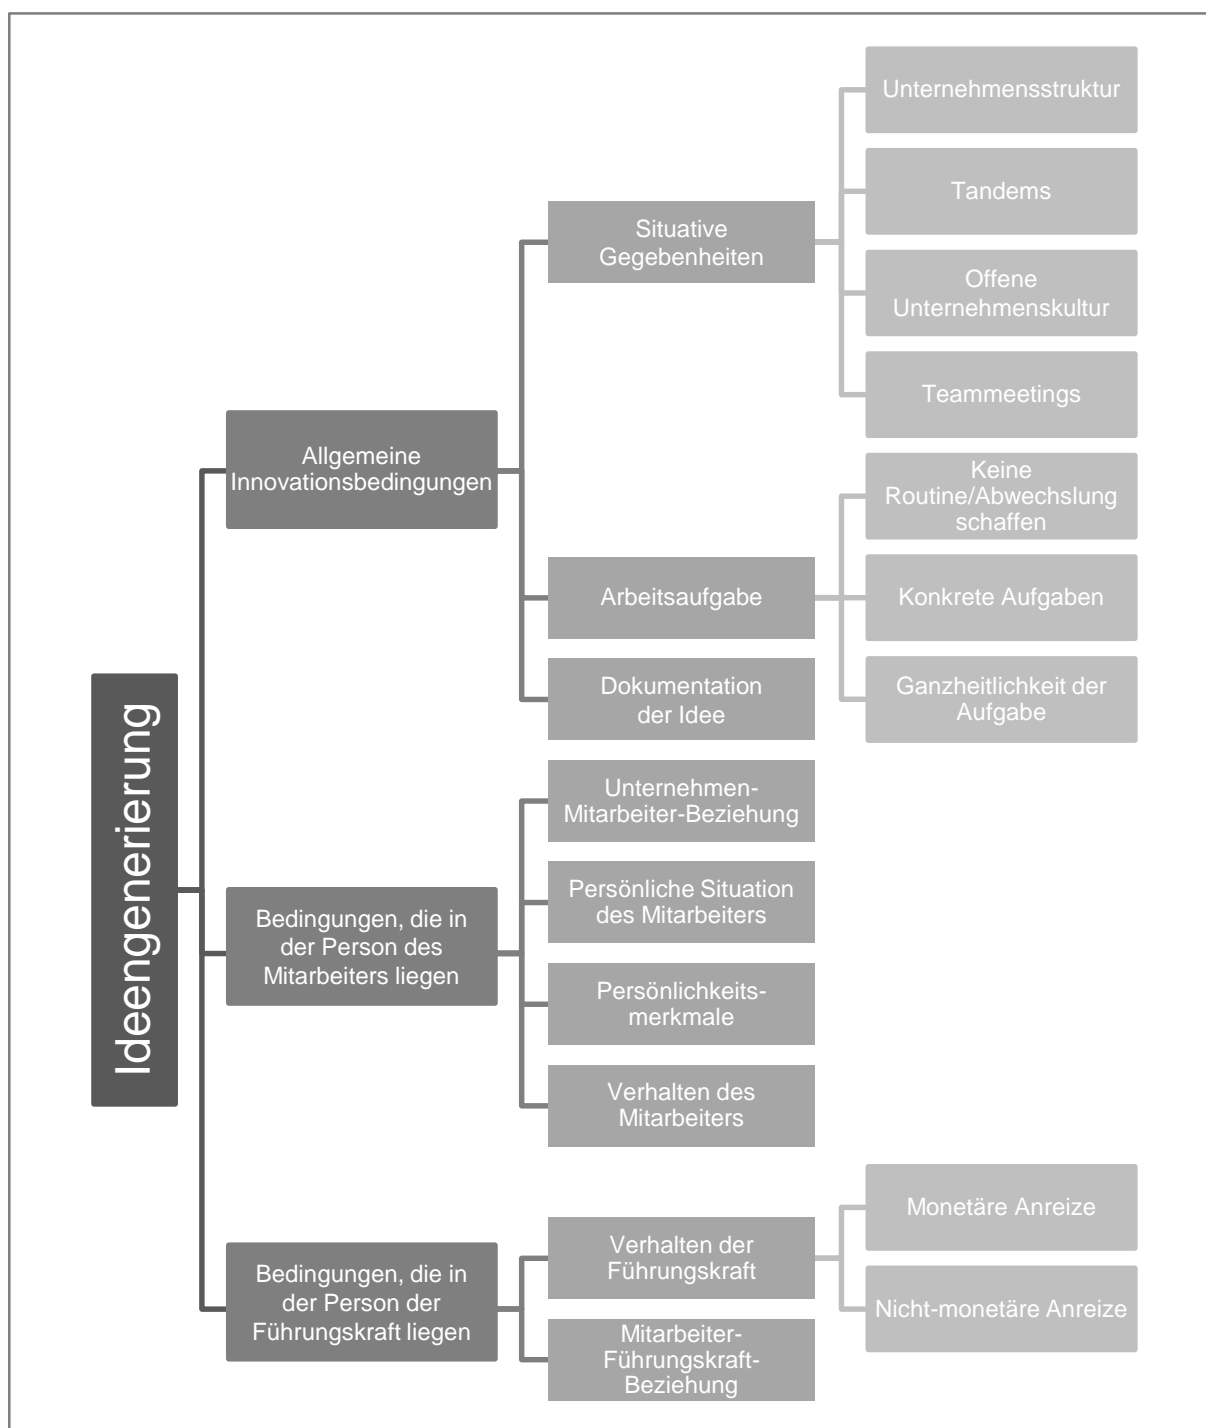 Ideengenerierung
Allgemeine
Innovationsbedingungen
Situative
Gegebenheiten
Unternehmensstruktur
Tandems
Offene
Unternehmenskultur
Teammeetings
Arbeitsaufgabe
Keine
Routine/Abwechslung
schaffen
Konkrete Aufgaben
Ganzheitlichkeit der
Aufgabe
Dokumentation
der Idee
Bedingungen, die in
der Person des
Mitarbeiters liegen
Unternehmen-
Mitarbeiter-Beziehung
Persönliche Situation
des Mitarbeiters
Persönlichkeits-
merkmale
Verhalten des
Mitarbeiters
Bedingungen, die in
der Person der
Führungskraft liegen
Verhalten der
Führungskraft
Monetäre Anreize
Nicht-monetäre Anreize
Mitarbeiter-
Führungskraft-
Beziehung